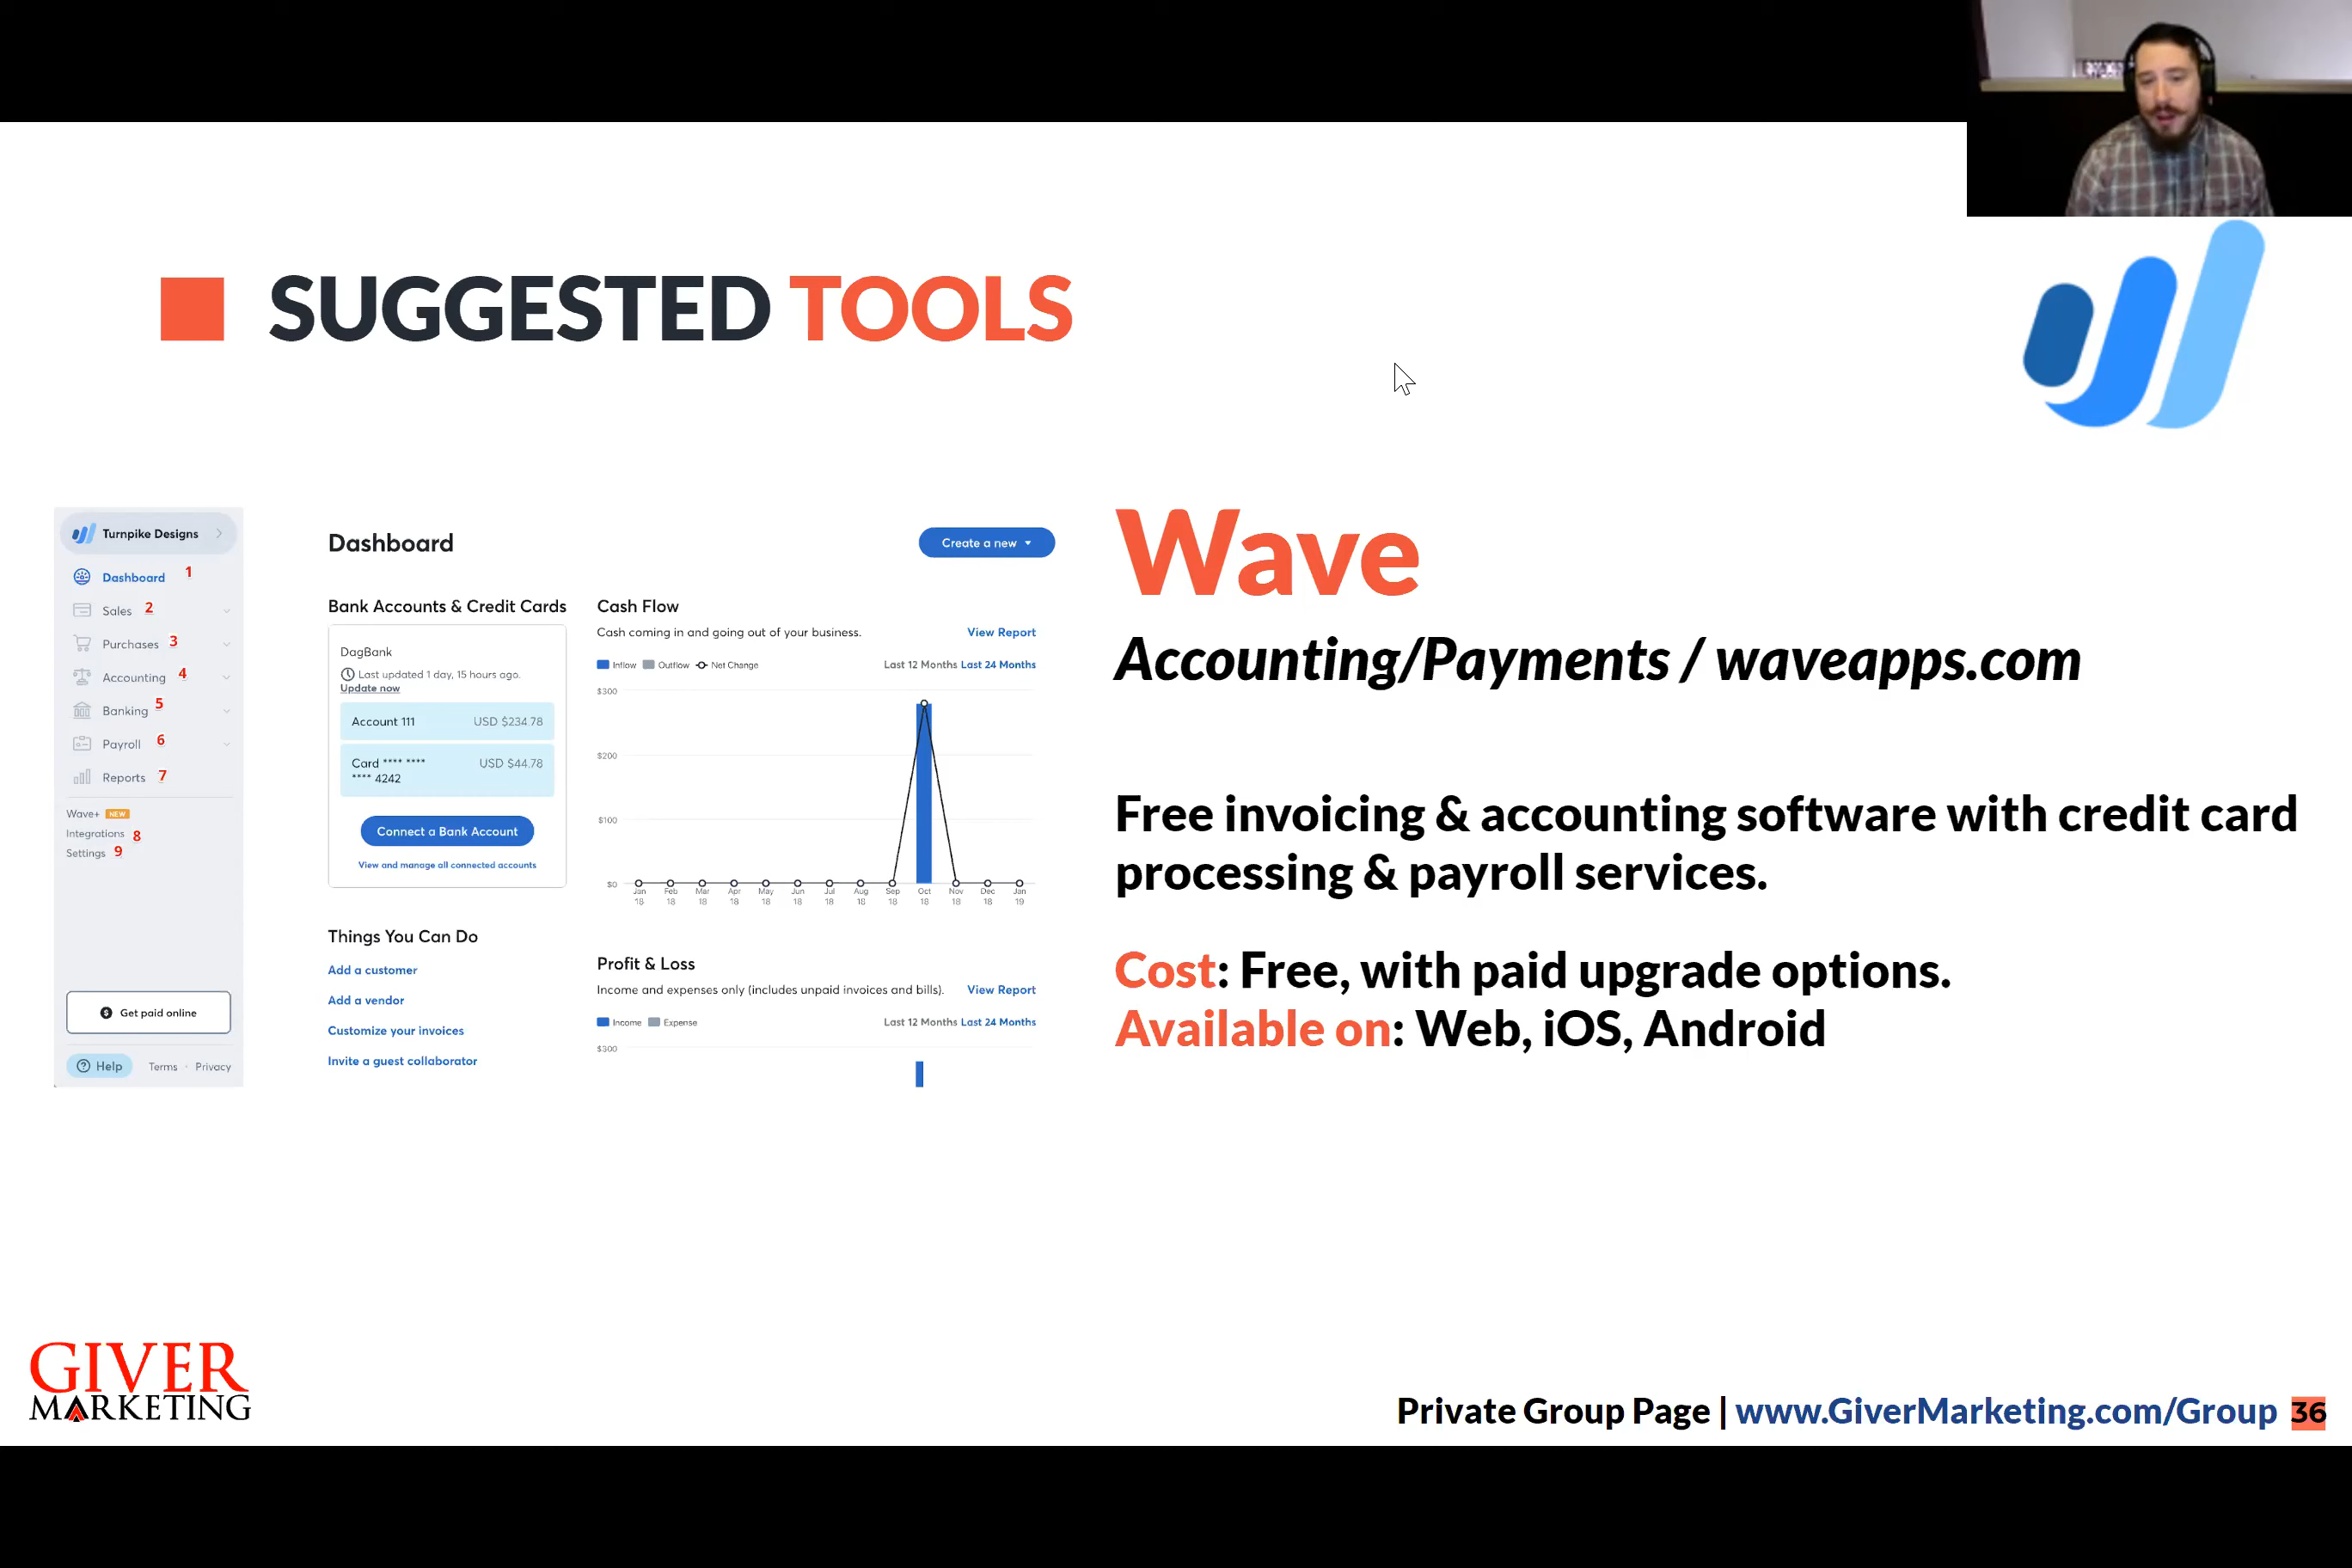 SUGGESTED TOOLS
Turnpike Designs
Dashboard 1
Sales 2
Purchases 3
Accounting 4
Banking 5
Payroll 6
Reports 7
Wave+ NEW
Integrations 8
Settings 9
Get paid online
Help Terms · Privacy
Dashboard
Create a new
Bank Accounts & Credit Cards
DagBank
Last updated 1 day, 15 hours ago.
Update now
Account 111 USD $234.78
Card **** **** USD $44.78
**** 4242
Connect a Bank Account
View and manage all connected accounts
Things You Can Do
Add a customer
Add a vendor
Customize your invoices
Invite a guest collaborator
Cash Flow
Cash coming in and going out of your business. View Report
Inflow Outflow Net Change Last 12 Months Last 24 Months
$300
$200
$100
$0
Jan Feb Mar Apr May Jun Jul Aug Sep Oct Nov Dec Jan
18 18 18 18 18 18 18 18 18 18 18 18 19
Profit & Loss
Income and expenses only (includes unpaid invoices and bills). View Report
Income Expense Last 12 Months Last 24 Months
$300
Wave
Accounting/Payments / waveapps.com
Free invoicing & accounting software with credit card
processing & payroll services.
Cost: Free, with paid upgrade options.
Available on: Web, iOS, Android
GIVER
MARKETING
Private Group Page | www.GiverMarketing.com/Group 36